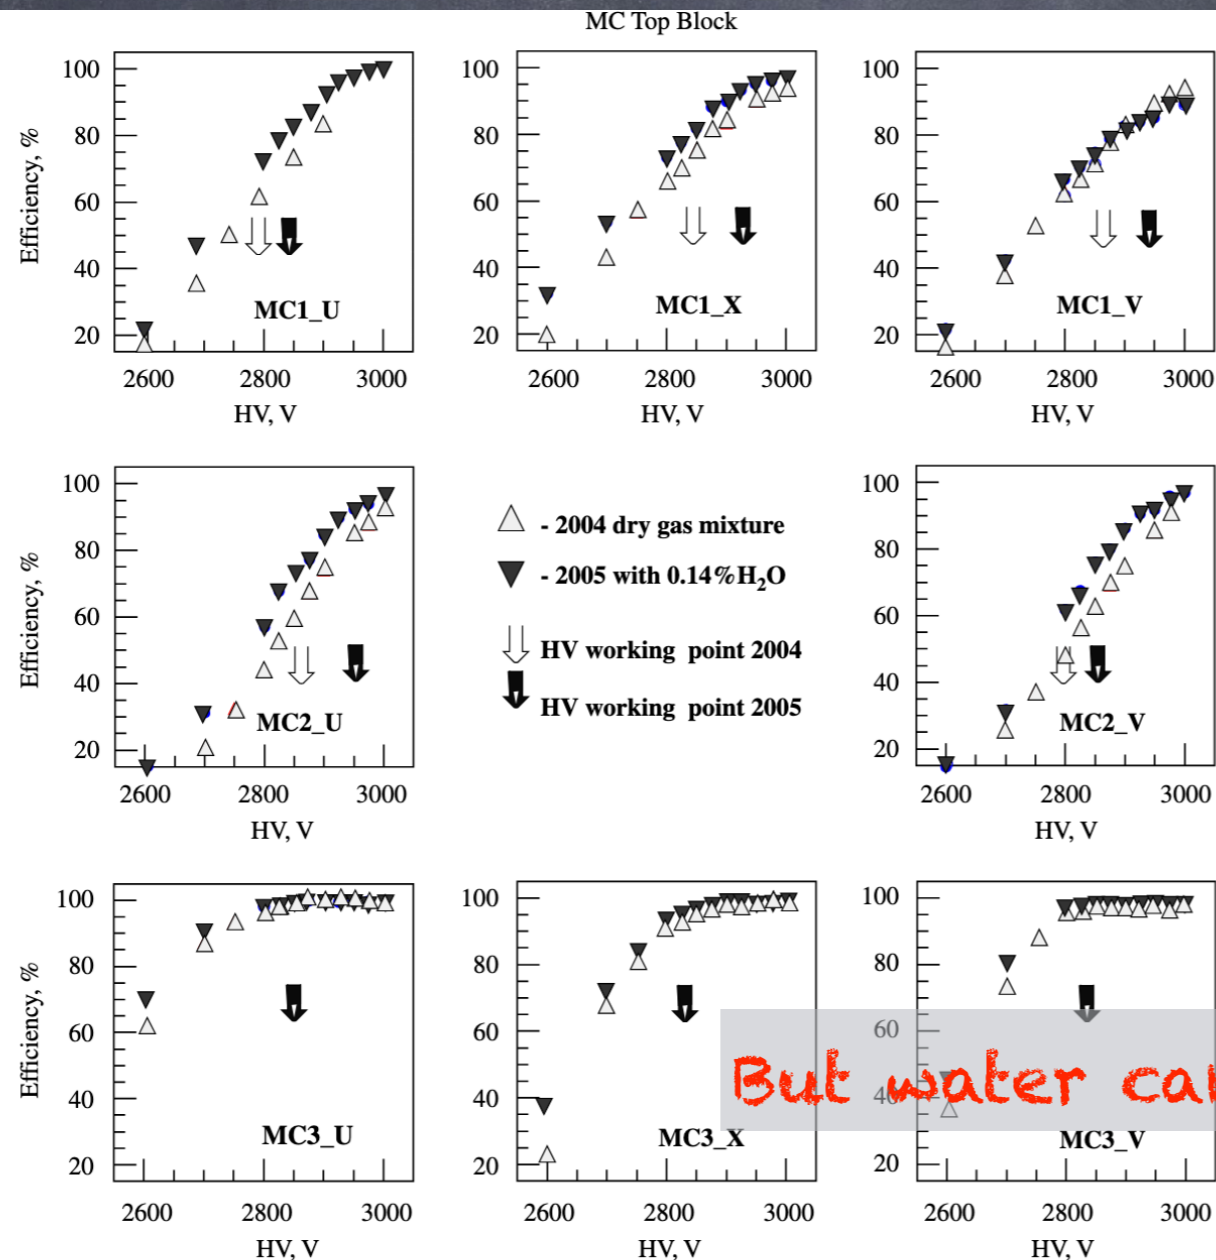 MC Top Block
100
80
60
40
20
Efficiency, %
2600 2800 3000
HV, V
MC1_U
100
80
60
40
20
2600 2800 3000
HV, V
MC1_X
100
80
60
40
20
2600 2800 3000
HV, V
MC1_V
100
80
60
40
20
Efficiency, %
2600 2800 3000
HV, V
MC2_U
- 2004 dry gas mixture
- 2005 with 0.14%H₂O
HV working point 2004
HV working point 2005
100
80
60
40
20
2600 2800 3000
HV, V
MC2_V
100
80
60
40
20
Efficiency, %
2600 2800 3000
HV, V
MC3_U
100
80
60
40
20
2600 2800 3000
HV, V
MC3_X
100
80
60
40
20
2600 2800 3000
HV, V
MC3_V
But water